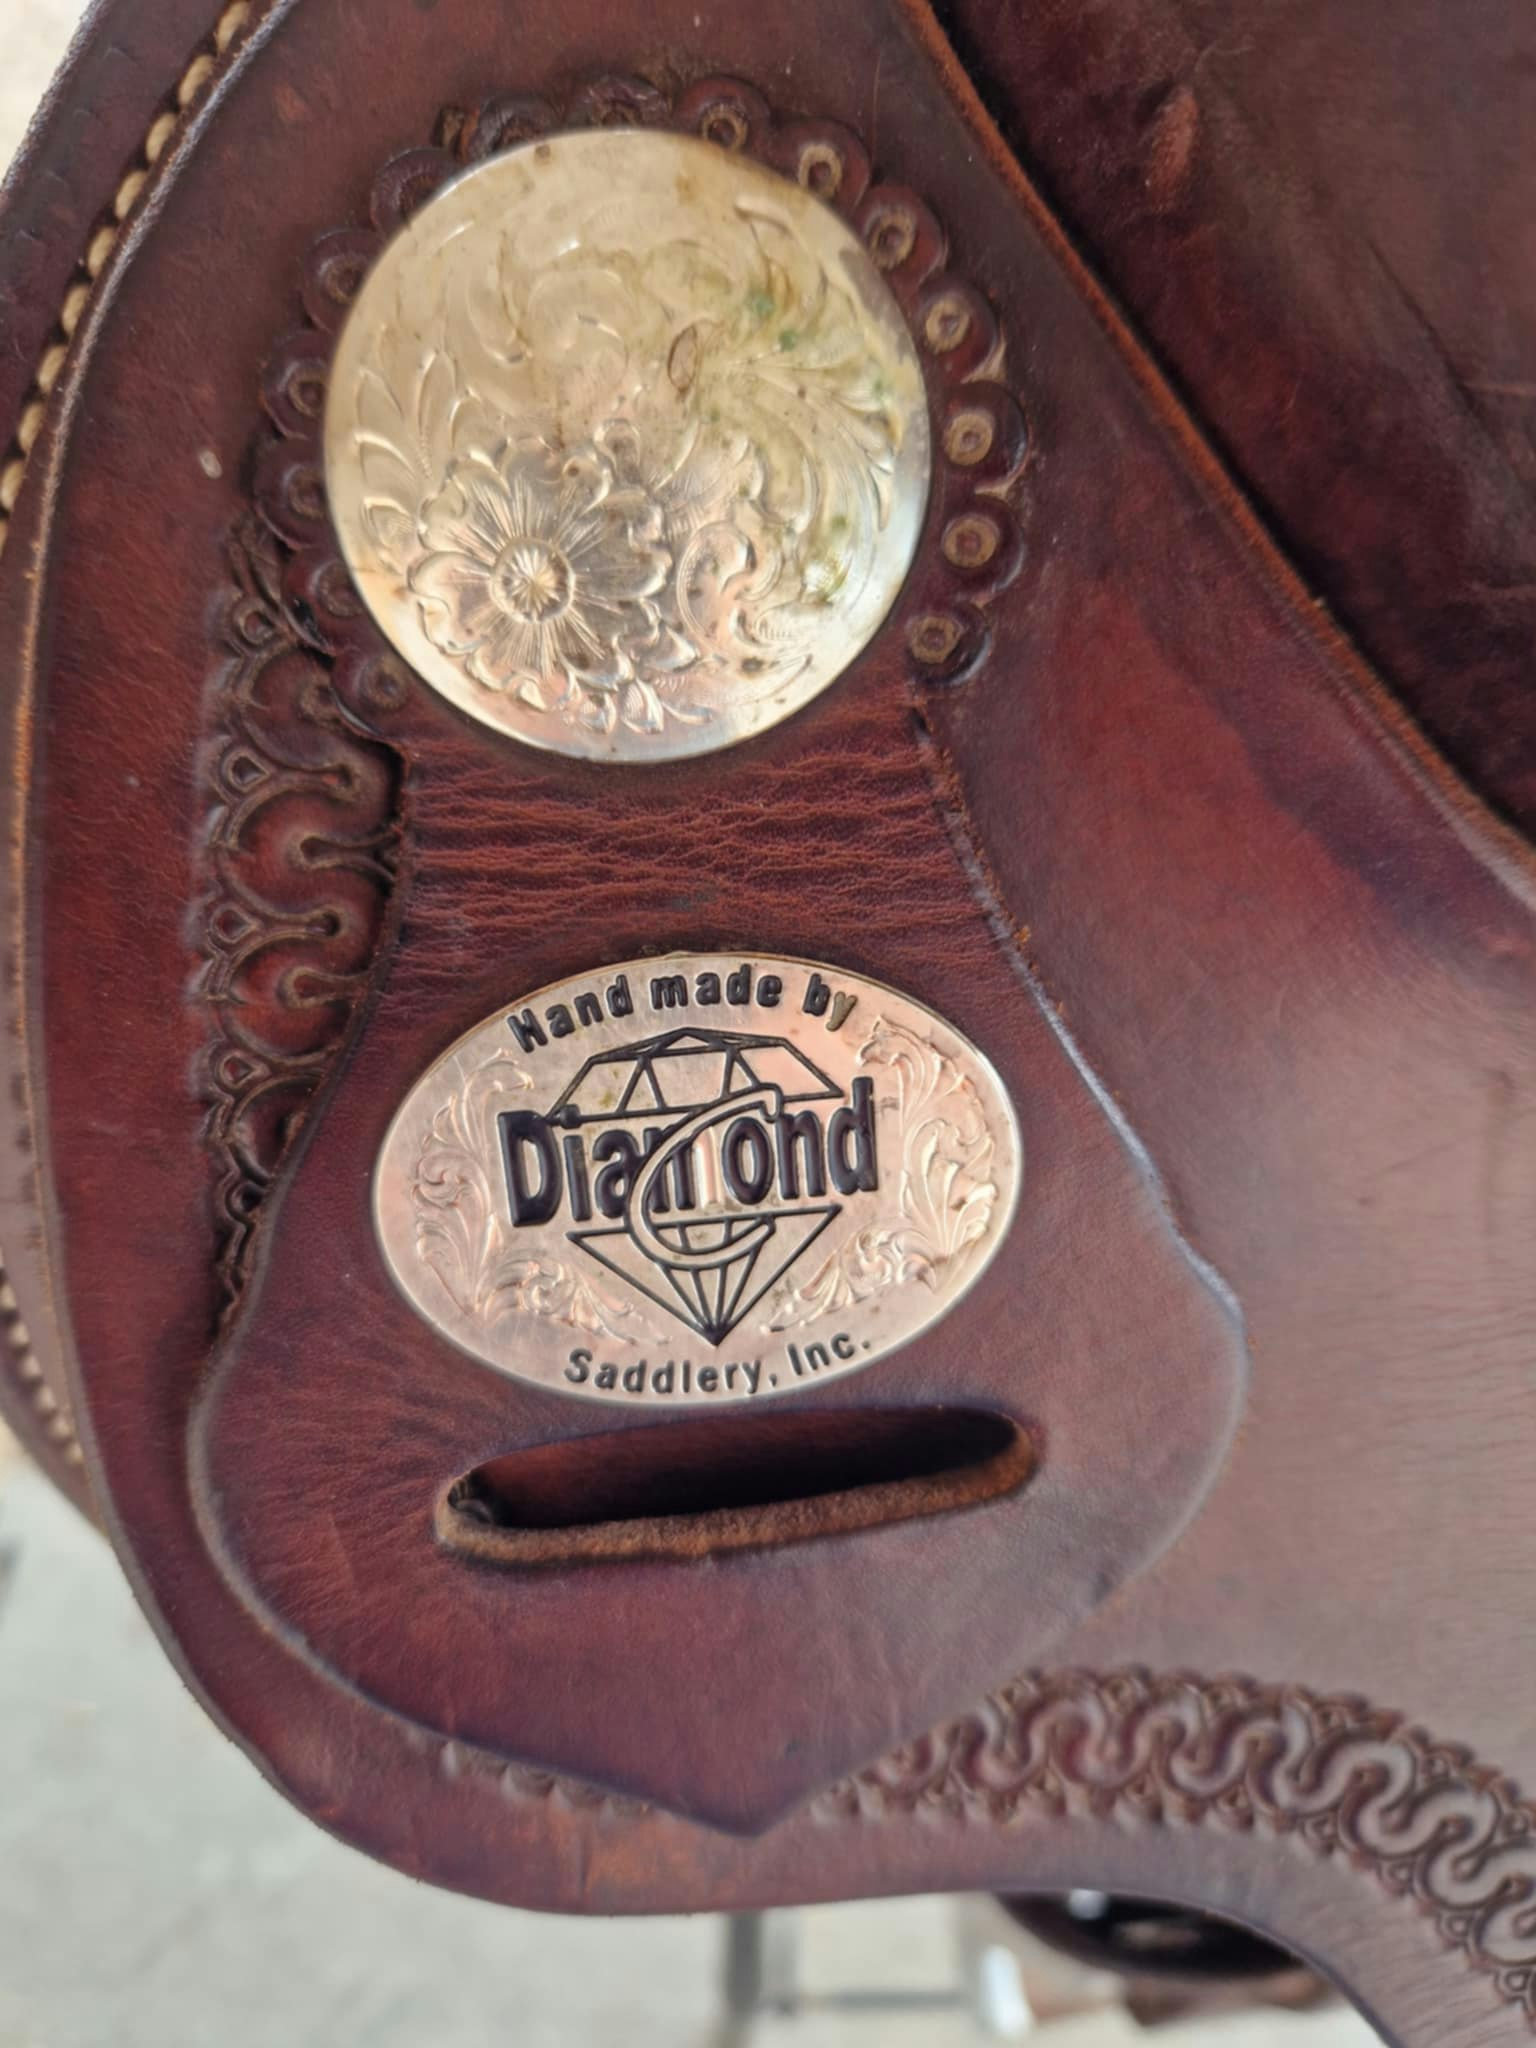 Hand made by
Diamond
C
Saddlery, Inc.